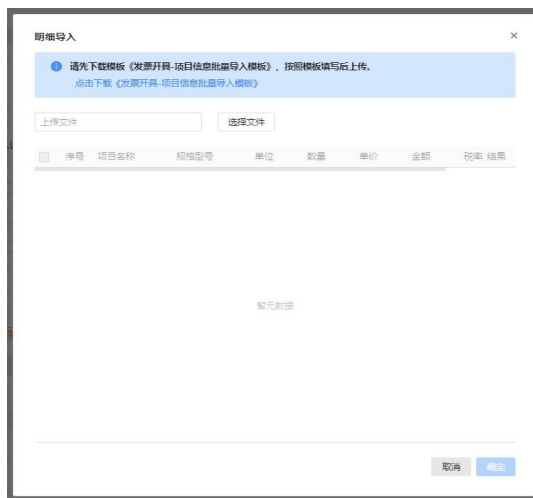 明细导入
请先下载模板《发票开具-项目信息批量导入模板》，按照模板填写后上传。
点击下载《发票开具-项目信息批量导入模板》
上传文件 选择文件
序号 项目名称 规格型号 单位 数量 单价 金额 税率 结果
暂无数据
取消 确定